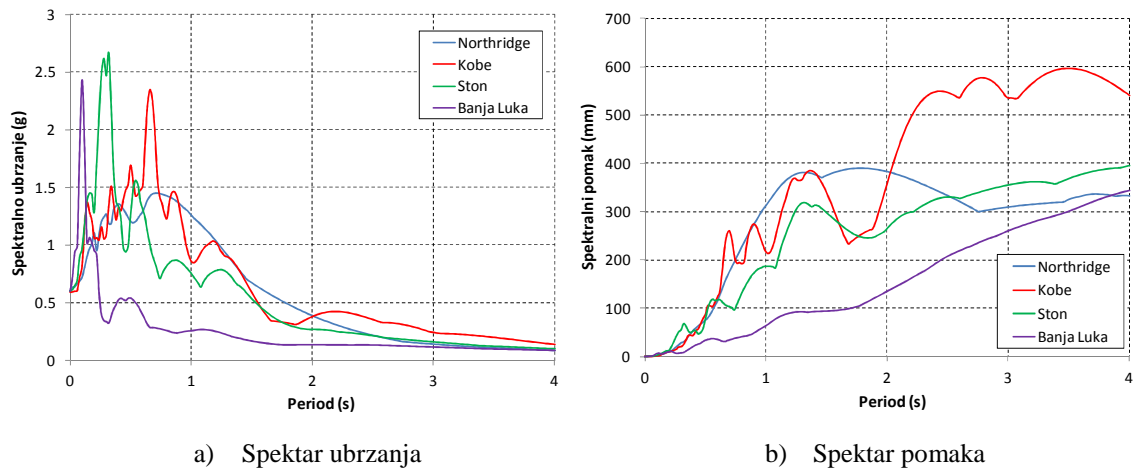 3
2.5
2
1.5
1
0.5
0
0
1
2
3
4
Spektralno ubrzanje (g)
Period (s)
Northridge
Kobe
Ston
Banja Luka
700
600
500
400
300
200
100
0
0
1
2
3
4
Spektralni pomak (mm)
Period (s)
Northridge
Kobe
Ston
Banja Luka
a) Spektar ubrzanja
b) Spektar pomaka